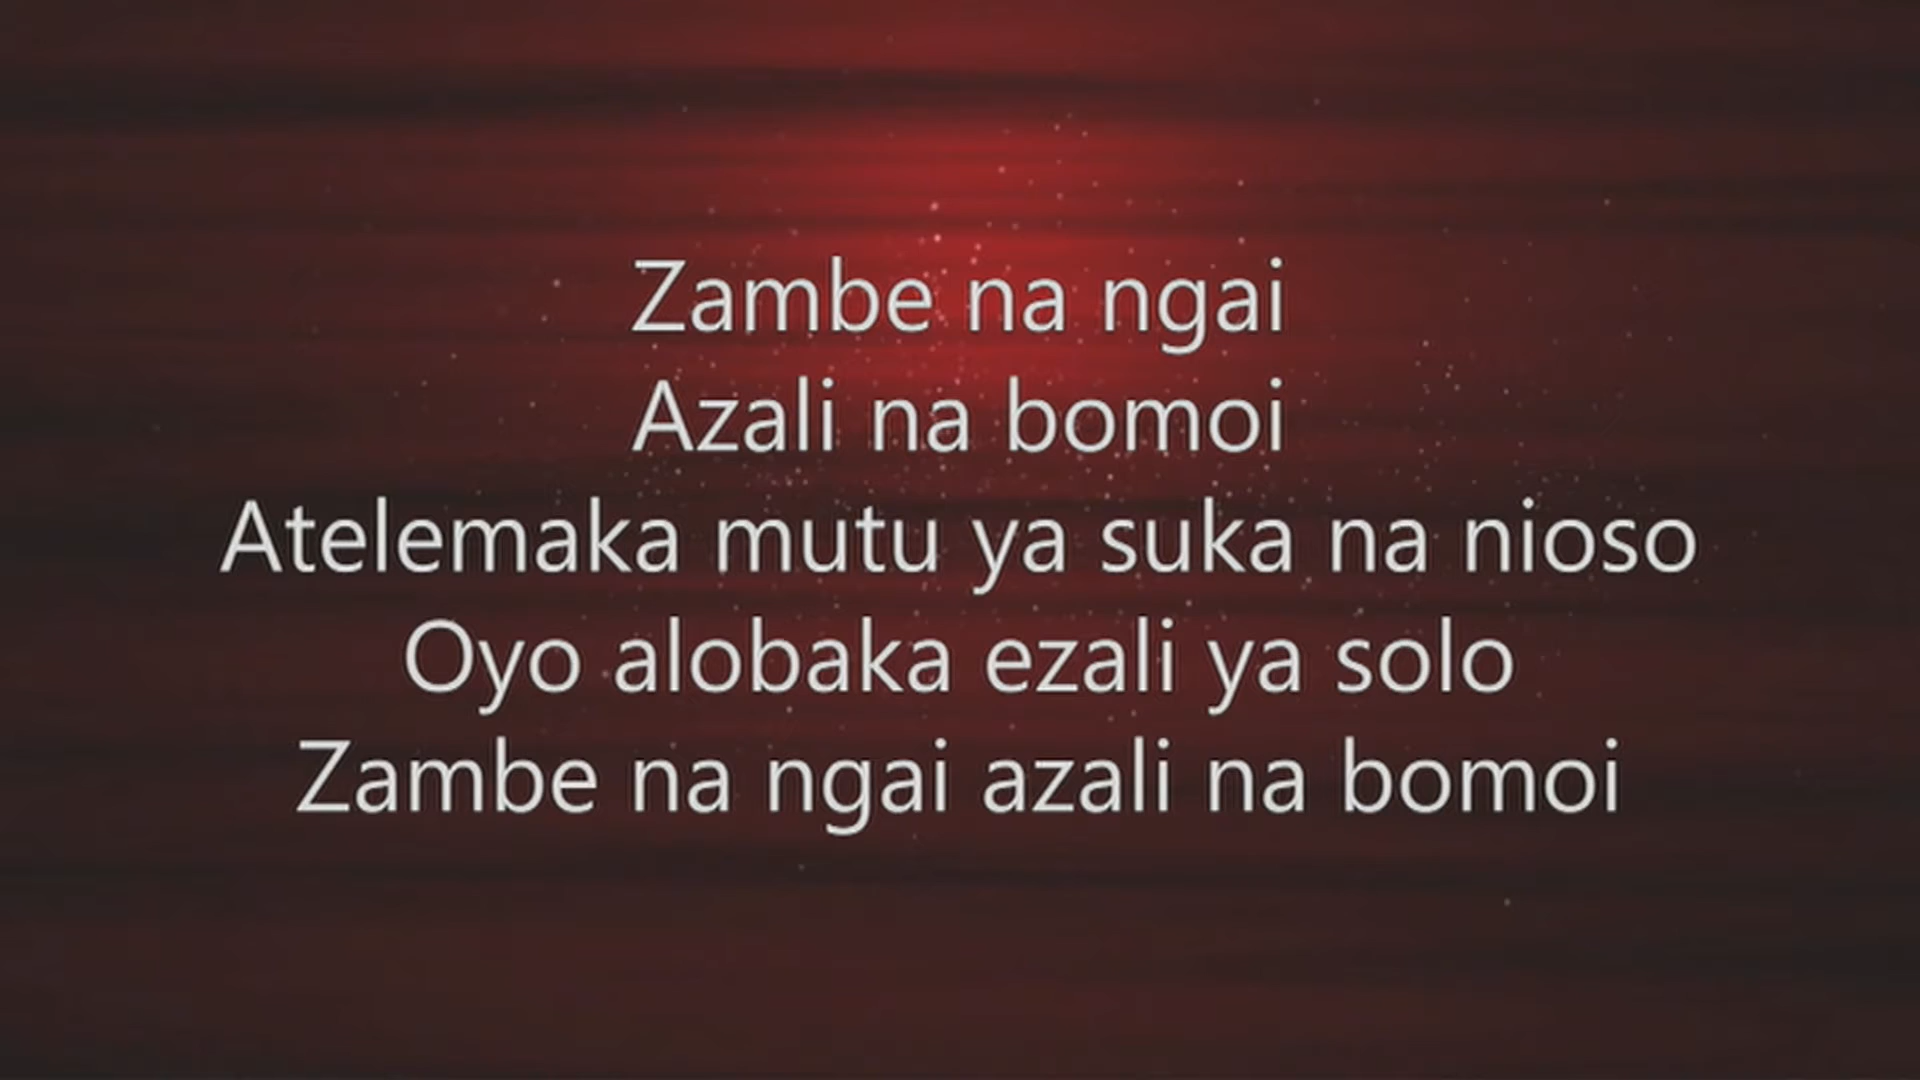 Zambe na ngai
Azali na bomoi
Atelemaka mutu ya suka na nioso
Oyo alobaka ezali ya solo
Zambe na ngai azali na bomoi